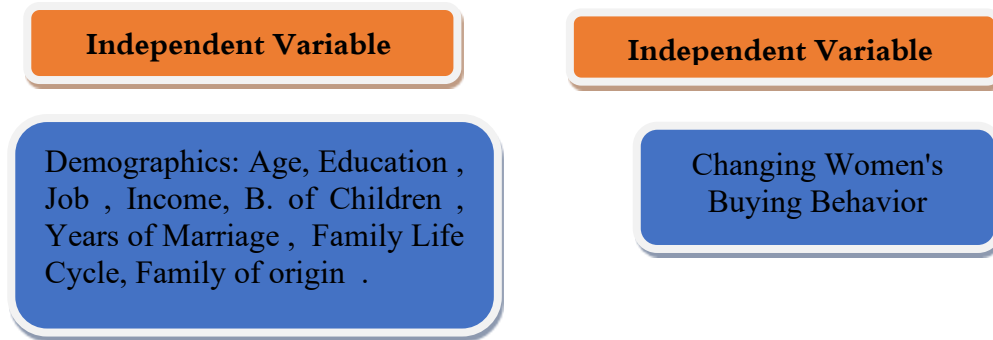 Independent Variable
Independent Variable
Demographics: Age, Education ,
Job , Income, B. of Children ,
Years of Marriage , Family Life
Cycle, Family of origin .
Changing Women's
Buying Behavior